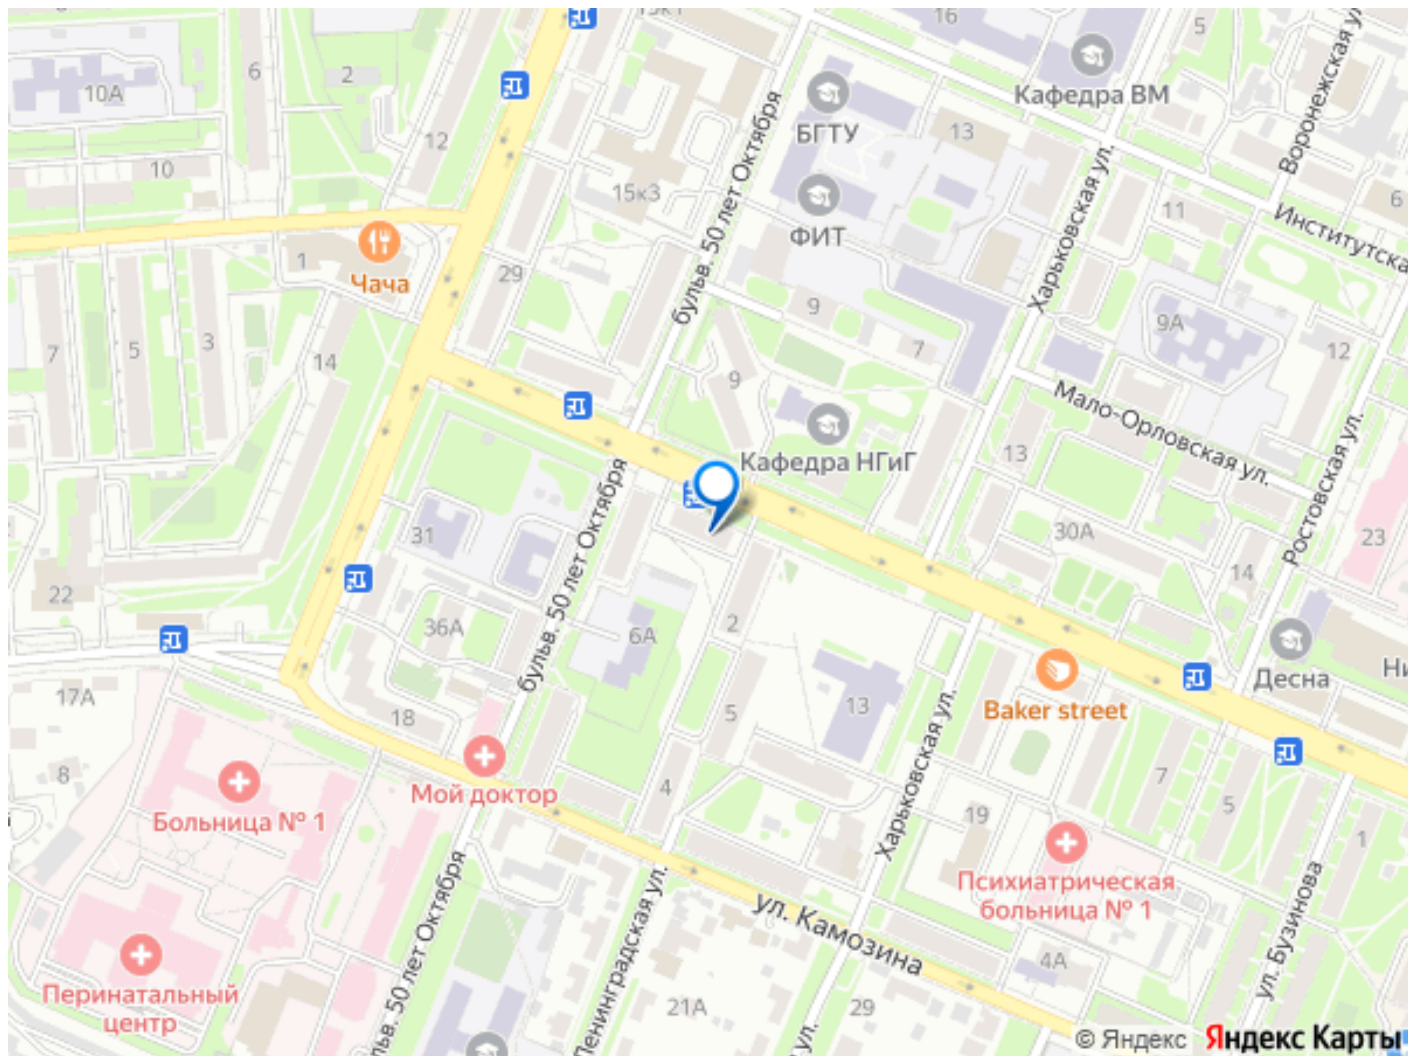 15к1
16
5
Воронежская ул.
6
2
10А
Кафедра ВМ
12
БГТУ
13
10
15к3
бульв. 50 лет Октября
Харьковская ул.
11
6
ФИТ
Институтска
1
Чача
29
9
9А
7
5
3
14
7
12
9
Мало-Орловская ул.
Кафедра НГиГ
13
Ростовская ул.
31
бульв. 50 лет Октября
30А
23
14
22
36А
6А
2
17А
Десна
Ни
18
5
13
Baker street
Харьковская ул.
8
Мой доктор
4
7
5
Больница № 1
19
1
Психиатрическая
больница № 1
ул. Камозина
льв. 50 лет Октября
Ленинградская ул.
ул. Бузинова
4А
Перинатальный
центр
21А
29
ул.
© Яндекс Яндекс Карты